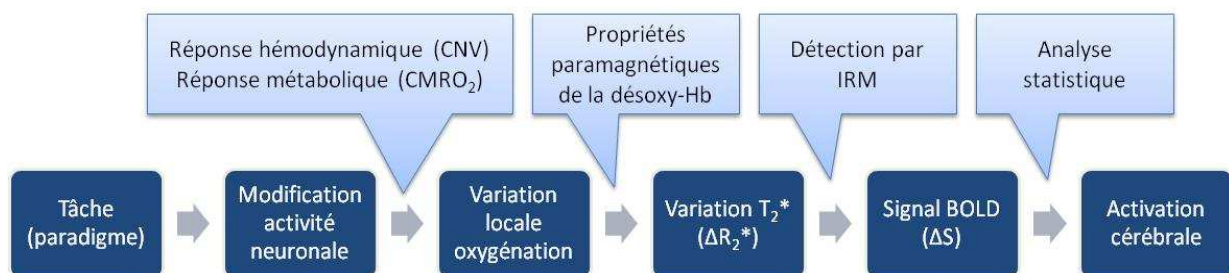 Réponse hémodynamique (CNV)
Réponse métabolique (CMRO₂)
Propriétés
paramagnétiques
de la désoxy-Hb
Détection par
IRM
Analyse
statistique
Tâche
(paradigme)
Modification
activité
neuronale
Variation
locale
oxygénation
Variation T₂*
(ΔR₂*)
Signal BOLD
(ΔS)
Activation
cérébrale